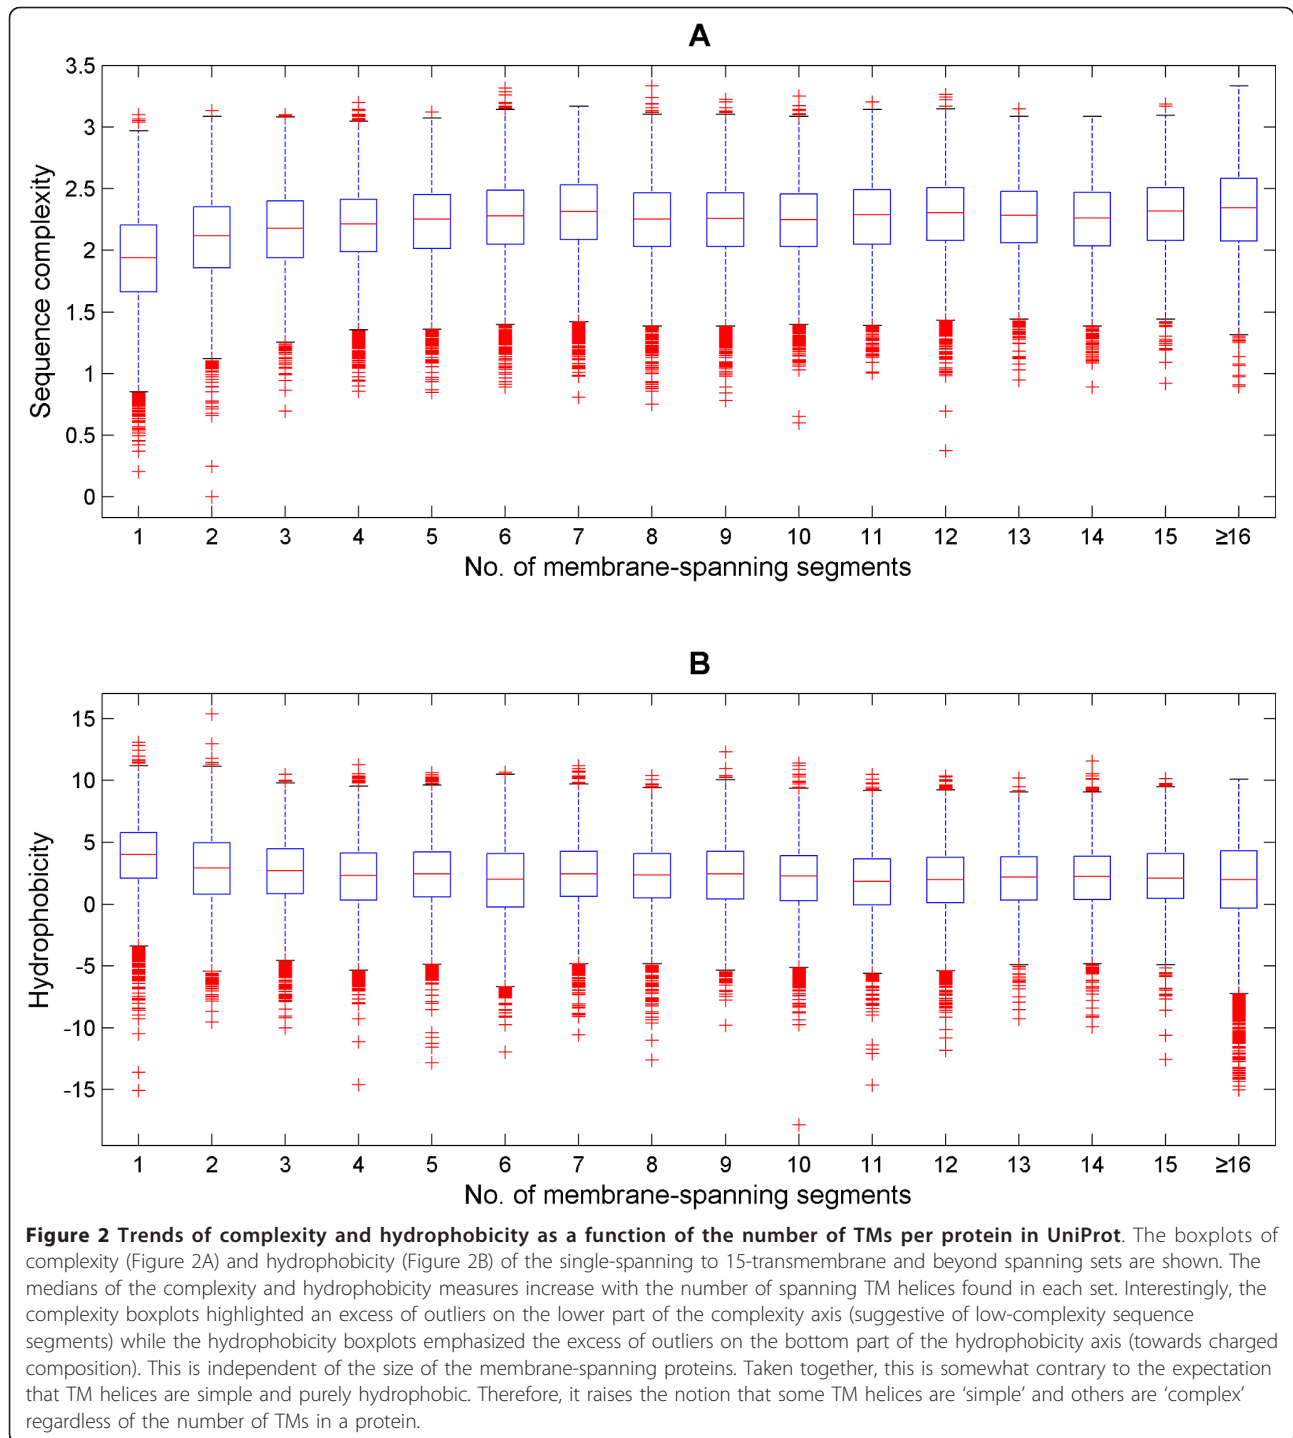 A
3.5
3
2.5
2
1.5
1
0.5
0
Sequence complexity
1 2 3 4 5 6 7 8 9 10 11 12 13 14 15 ≥16
No. of membrane-spanning segments
B
15
10
5
0
-5
-10
-15
Hydrophobicity
1 2 3 4 5 6 7 8 9 10 11 12 13 14 15 ≥16
No. of membrane-spanning segments
Figure 2 Trends of complexity and hydrophobicity as a function of the number of TMs per protein in UniProt. The boxplots of
complexity (Figure 2A) and hydrophobicity (Figure 2B) of the single-spanning to 15-transmembrane and beyond spanning sets are shown. The
medians of the complexity and hydrophobicity measures increase with the number of spanning TM helices found in each set. Interestingly, the
complexity boxplots highlighted an excess of outliers on the lower part of the complexity axis (suggestive of low-complexity sequence
segments) while the hydrophobicity boxplots emphasized the excess of outliers on the bottom part of the hydrophobicity axis (towards charged
composition). This is independent of the size of the membrane-spanning proteins. Taken together, this is somewhat contrary to the expectation
that TM helices are simple and purely hydrophobic. Therefore, it raises the notion that some TM helices are ‘simple’ and others are ‘complex’
regardless of the number of TMs in a protein.